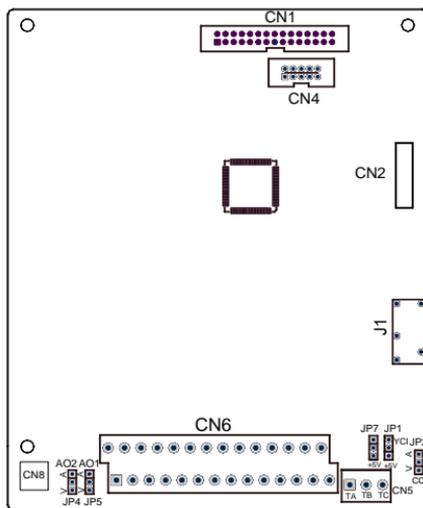 CN1
CN4
CN2
J1
CN6
JP7 JP1 JP2
YCI
AO2 AO1
A A A
CN8
V V V
+5V +5V
JP4 JP5
CN5
TA TB TC